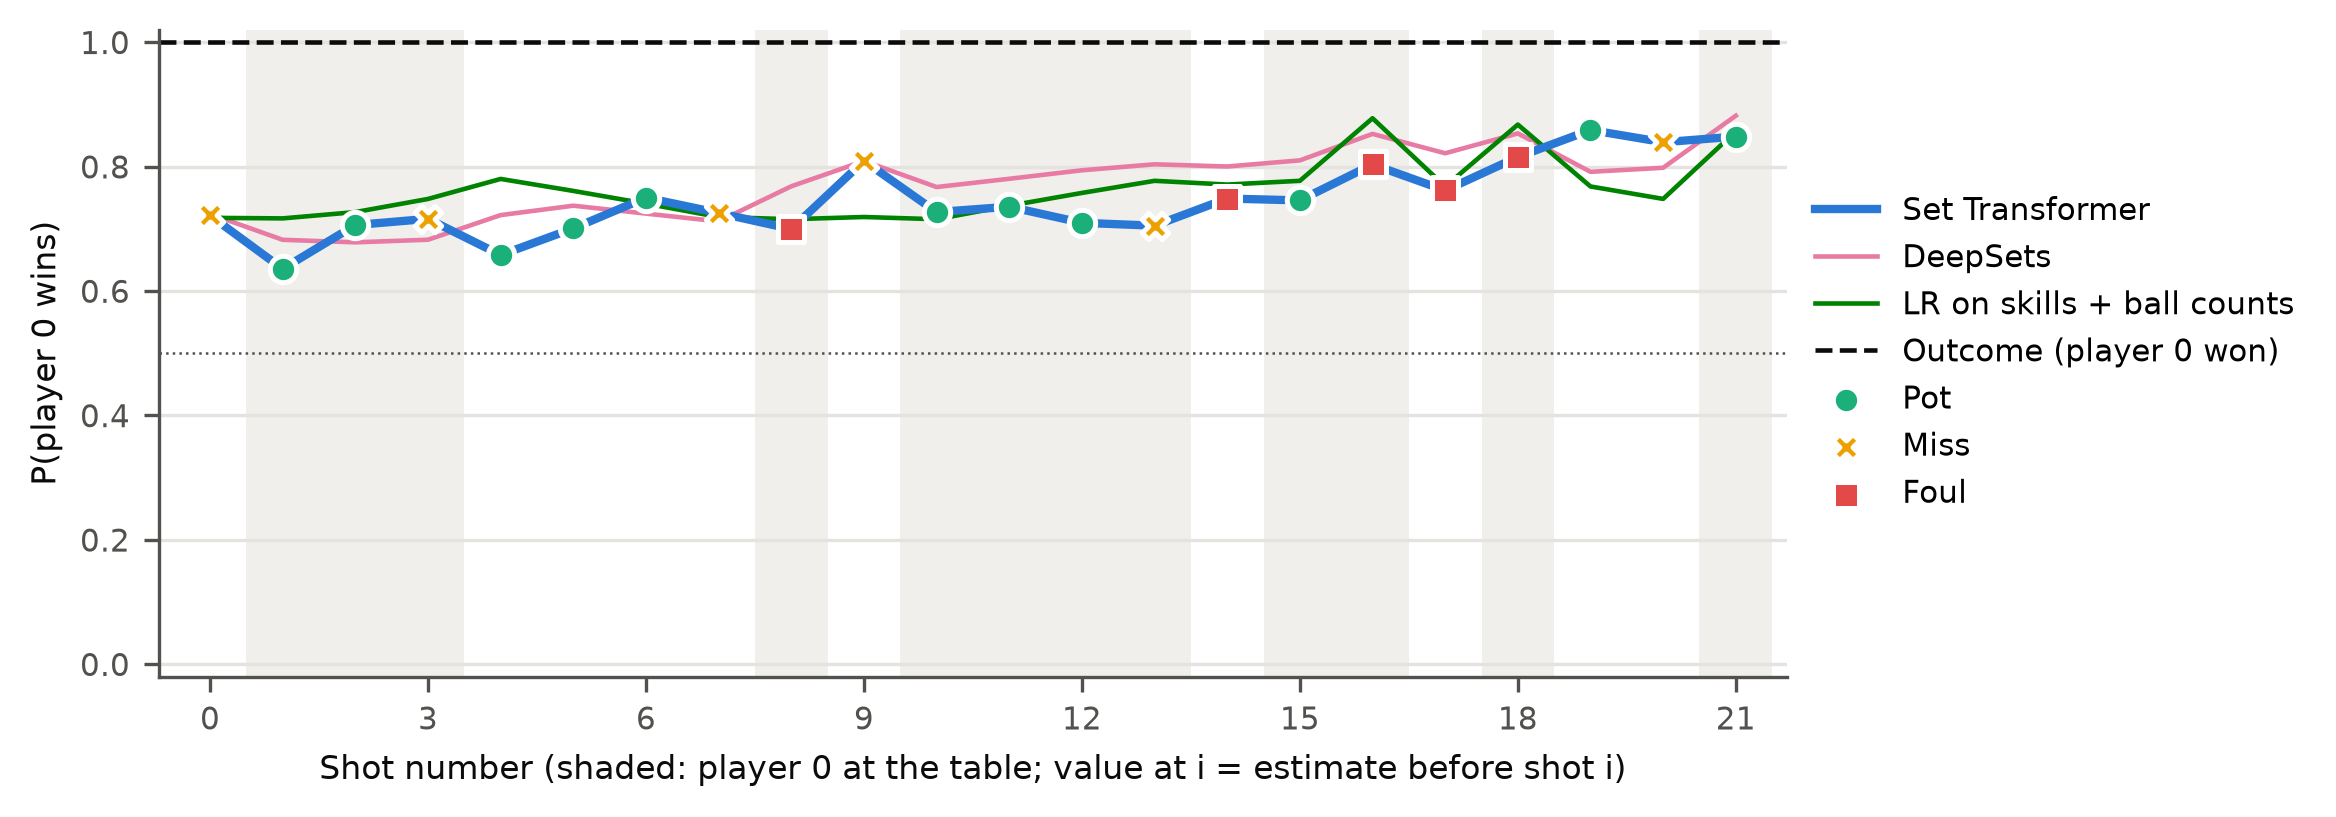 1.0
0.8
0.6
0.4
0.2
0.0
P(player 0 wins)
0 3 6 9 12 15 18 21
Shot number (shaded: player 0 at the table; value at i = estimate before shot i)
Set Transformer
DeepSets
LR on skills + ball counts
Outcome (player 0 won)
Pot
Miss
Foul